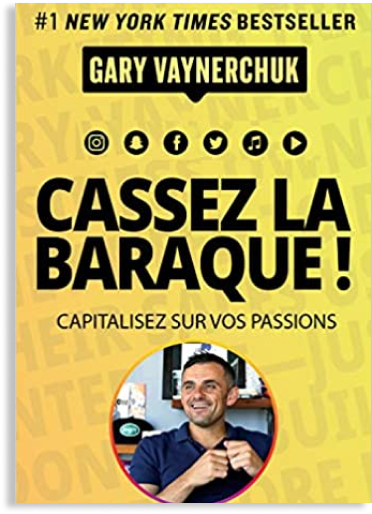 #1 NEW YORK TIMES BESTSELLER
GARY VAYNERCHUK
CASSEZ LA
BARAQUE !
CAPITALISEZ SUR VOS PASSIONS